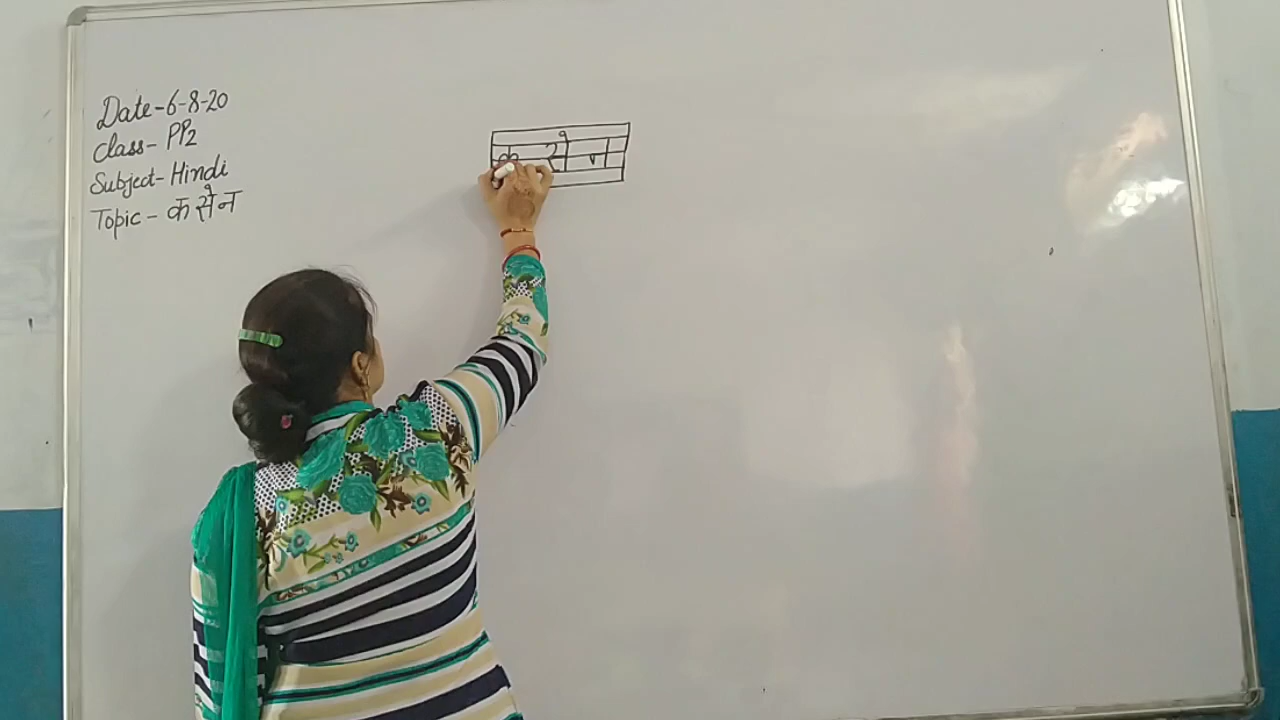 Date-6-8-20
Class- PP2
Subject- Hindi
Topic - क से न
क से न